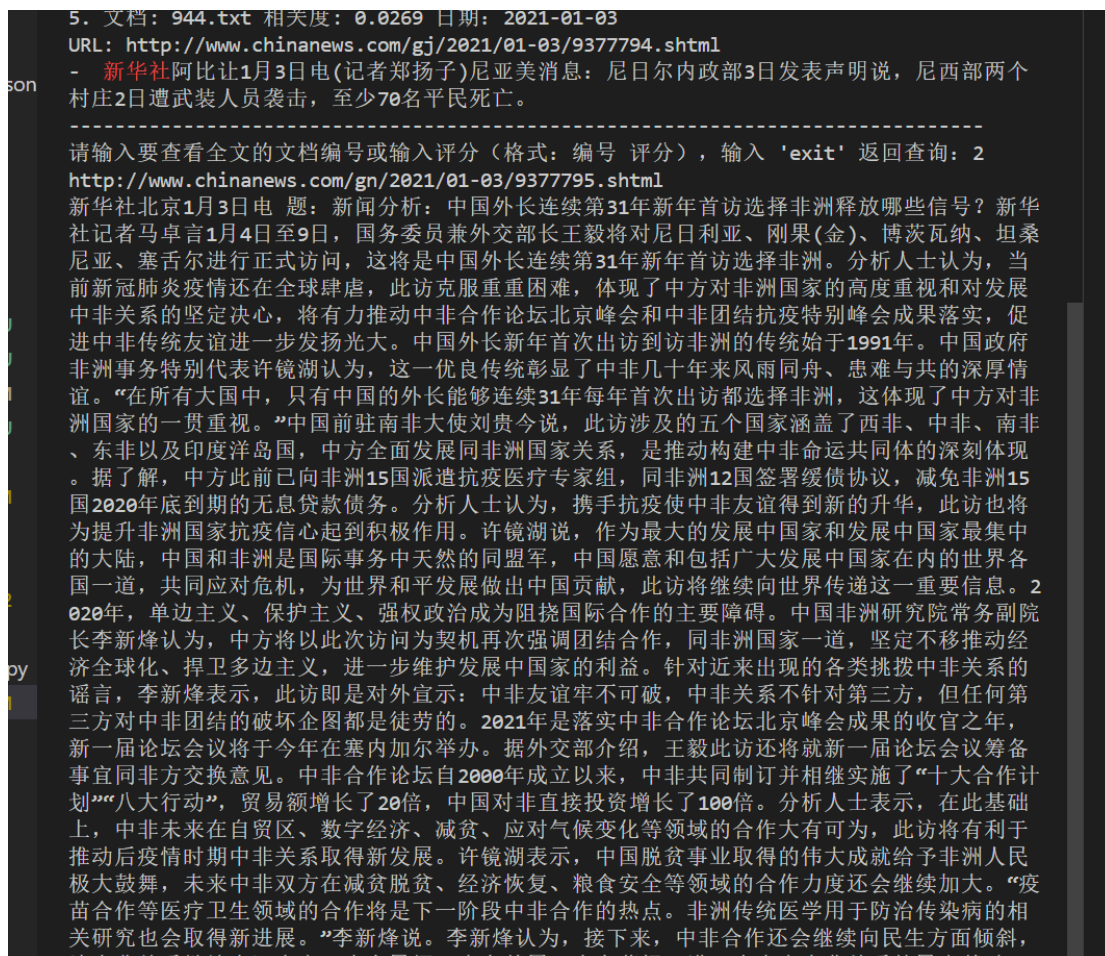 5. 文档: 944.txt 相关度: 0.0269 日期: 2021-01-03
URL: http://www.chinanews.com/gj/2021/01-03/9377794.shtml
- 新华社阿比让1月3日电(记者郑扬子)尼亚美消息：尼日尔内政部3日发表声明说，尼西部两个
son
村庄2日遭武装人员袭击，至少70名平民死亡。
--------------------------------------------------------------------------------
请输入要查看全文的文档编号或输入评分（格式：编号 评分），输入 'exit' 返回查询：2
http://www.chinanews.com/gn/2021/01-03/9377795.shtml
新华社北京1月3日电 题：新闻分析：中国外长连续第31年新年首访选择非洲释放哪些信号？新华
社记者马卓言1月4日至9日，国务委员兼外交部长王毅将对尼日利亚、刚果(金)、博茨瓦纳、坦桑
尼亚、塞舌尔进行正式访问，这将是中国外长连续第31年新年首访选择非洲。分析人士认为，当
前新冠肺炎疫情还在全球肆虐，此访克服重重困难，体现了中方对非洲国家的高度重视和对发展
中非关系的坚定决心，将有力推动中非合作论坛北京峰会和中非团结抗疫特别峰会成果落实，促
进中非传统友谊进一步发扬光大。中国外长新年首次出访到访非洲的传统始于1991年。中国政府
非洲事务特别代表许镜湖认为，这一优良传统彰显了中非几十年来风雨同舟、患难与共的深厚情
谊。“在所有大国中，只有中国的外长能够连续31年每年首次出访都选择非洲，这体现了中方对非
洲国家的一贯重视。”中国前驻南非大使刘贵今说，此访涉及的五个国家涵盖了西非、中非、南非
、东非以及印度洋岛国，中方全面发展同非洲国家关系，是推动构建中非命运共同体的深刻体现
。据了解，中方此前已向非洲15国派遣抗疫医疗专家组，同非洲12国签署缓债协议，减免非洲15
国2020年底到期的无息贷款债务。分析人士认为，携手抗疫使中非友谊得到新的升华，此访也将
为提升非洲国家抗疫信心起到积极作用。许镜湖说，作为最大的发展中国家和发展中国家最集中
的大陆，中国和非洲是国际事务中天然的同盟军，中国愿意和包括广大发展中国家在内的世界各
国一道，共同应对危机，为世界和平发展做出中国贡献，此访将继续向世界传递这一重要信息。2
020年，单边主义、保护主义、强权政治成为阻挠国际合作的主要障碍。中国非洲研究院常务副院
长李新烽认为，中方将以此次访问为契机再次强调团结合作，同非洲国家一道，坚定不移推动经
py
济全球化、捍卫多边主义，进一步维护发展中国家的利益。针对近来出现的各类挑拨中非关系的
谣言，李新烽表示，此访即是对外宣示：中非友谊牢不可破，中非关系不针对第三方，但任何第
三方对中非团结的破坏企图都是徒劳的。2021年是落实中非合作论坛北京峰会成果的收官之年，
新一届论坛会议将于今年在塞内加尔举办。据外交部介绍，王毅此访还将就新一届论坛会议筹备
事宜同非方交换意见。中非合作论坛自2000年成立以来，中非共同制订并相继实施了“十大合作计
划”“八大行动”，贸易额增长了20倍，中国对非直接投资增长了100倍。分析人士表示，在此基础
上，中非未来在自贸区、数字经济、减贫、应对气候变化等领域的合作大有可为，此访将有利于
推动后疫情时期中非关系取得新发展。许镜湖表示，中国脱贫事业取得的伟大成就给予非洲人民
极大鼓舞，未来中非双方在减贫脱贫、经济恢复、粮食安全等领域的合作力度还会继续加大。“疫
苗合作等医疗卫生领域的合作将是下一阶段中非合作的热点。非洲传统医学用于防治传染病的相
关研究也会取得新进展。”李新烽说。李新烽认为，接下来，中非合作还会继续向民生方面倾斜，